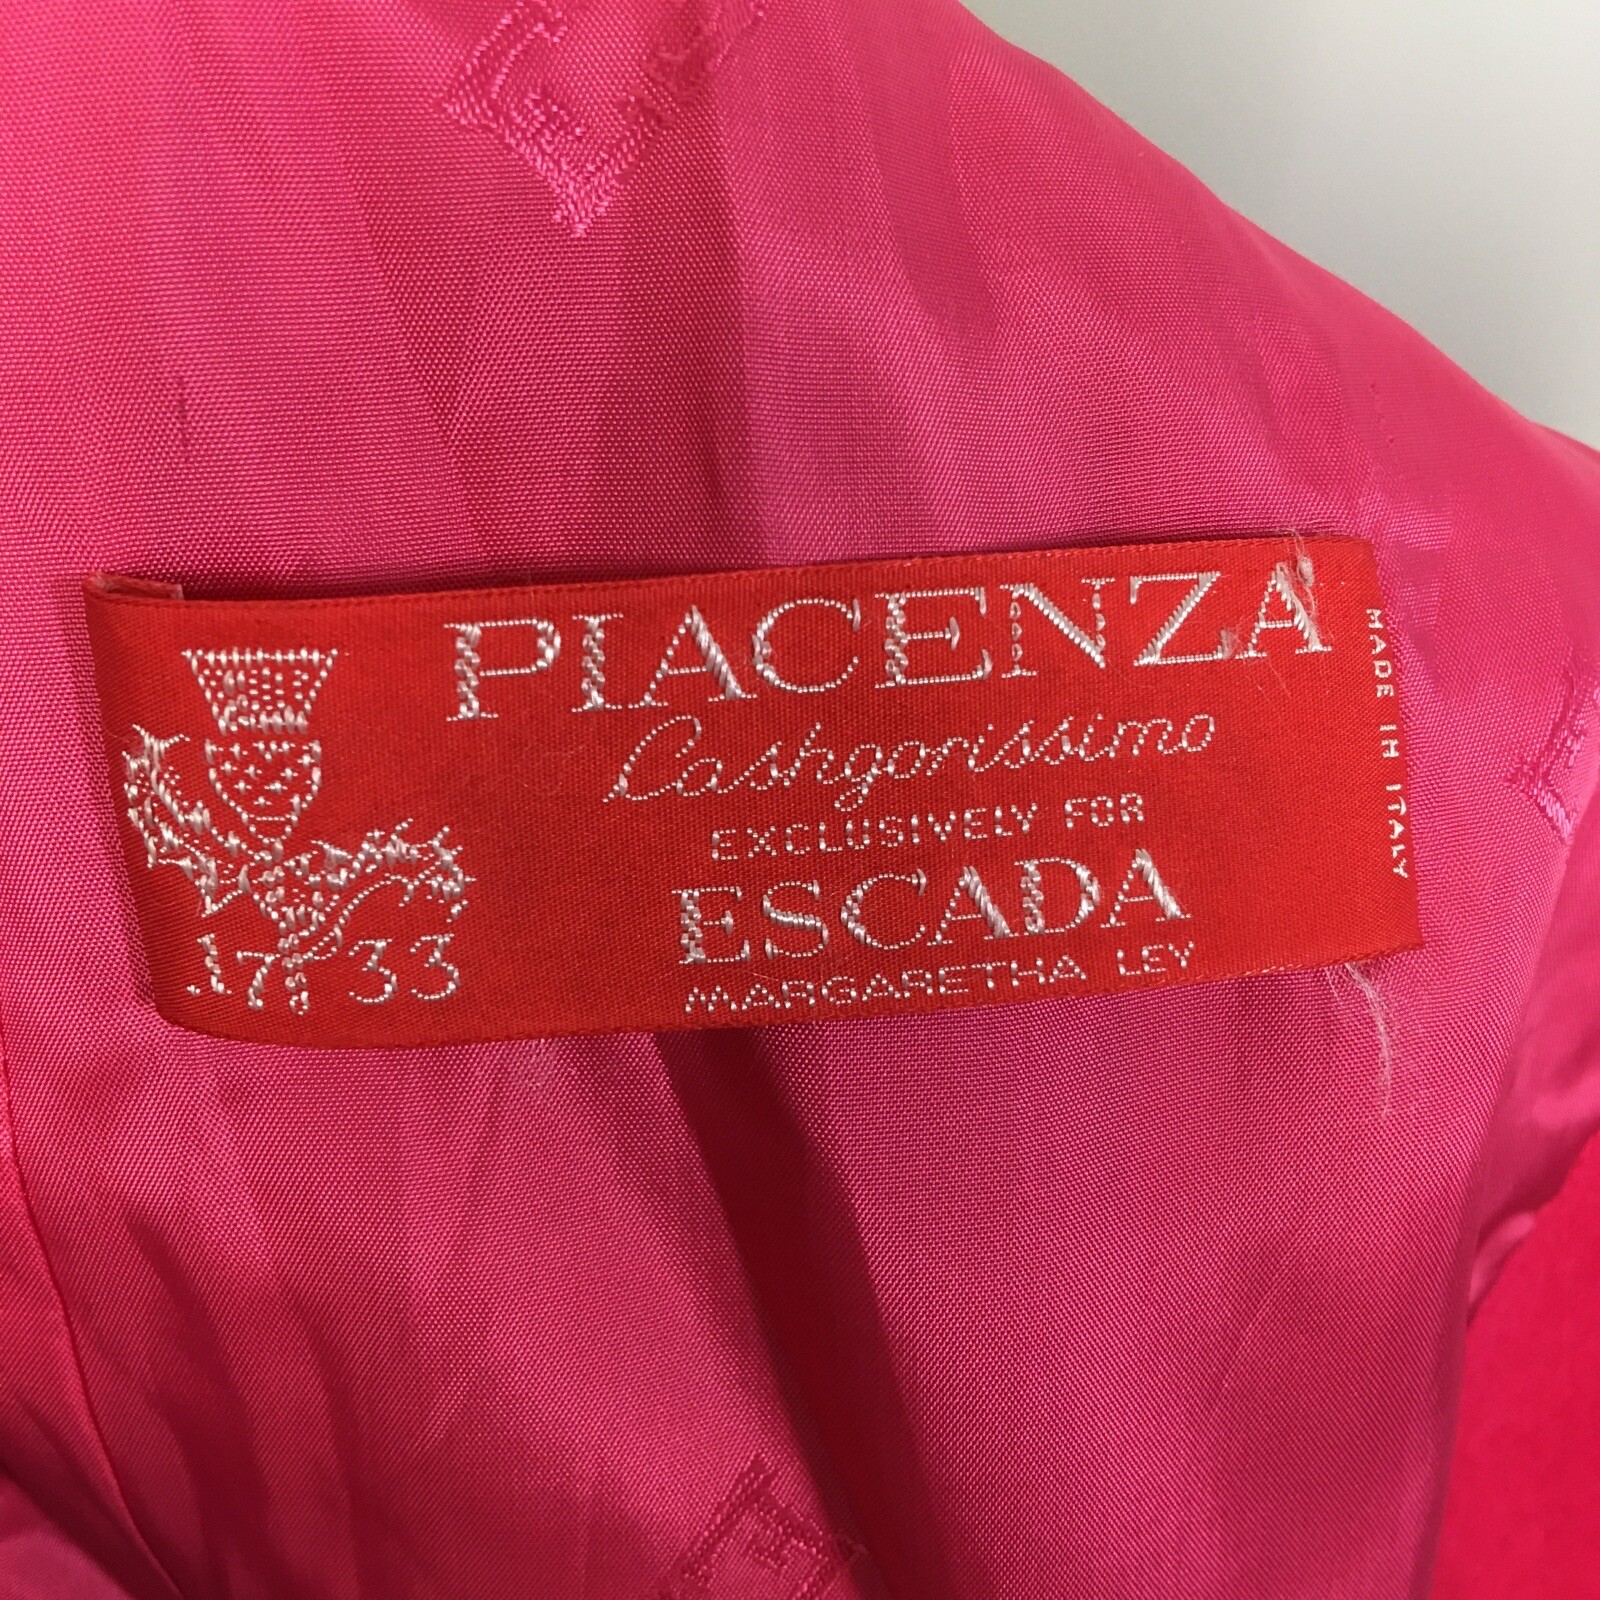 PIACENZA
Cashgorissimo
EXCLUSIVELY FOR
ESCADA
MARGARETHA LEY
1733
MADE IN ITALY